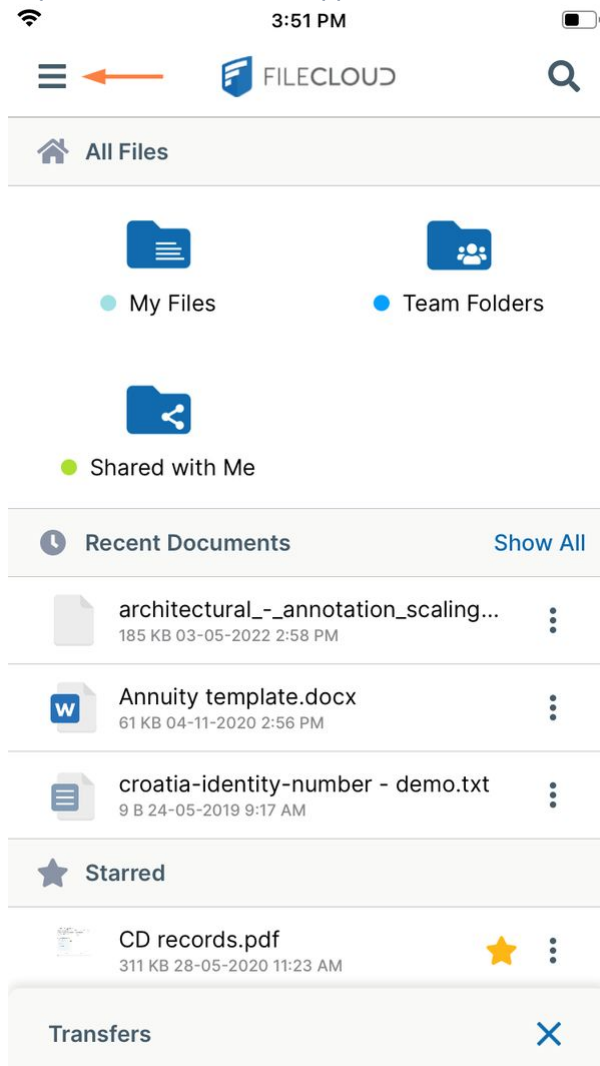 3:51 PM
FILECLOUD
All Files
My Files
Team Folders
Shared with Me
Recent Documents
Show All
architectural_-_annotation_scaling...
185 KB 03-05-2022 2:58 PM
W
Annuity template.docx
61 KB 04-11-2020 2:56 PM
croatia-identity-number - demo.txt
9 B 24-05-2019 9:17 AM
Starred
CD records.pdf
311 KB 28-05-2020 11:23 AM
Transfers